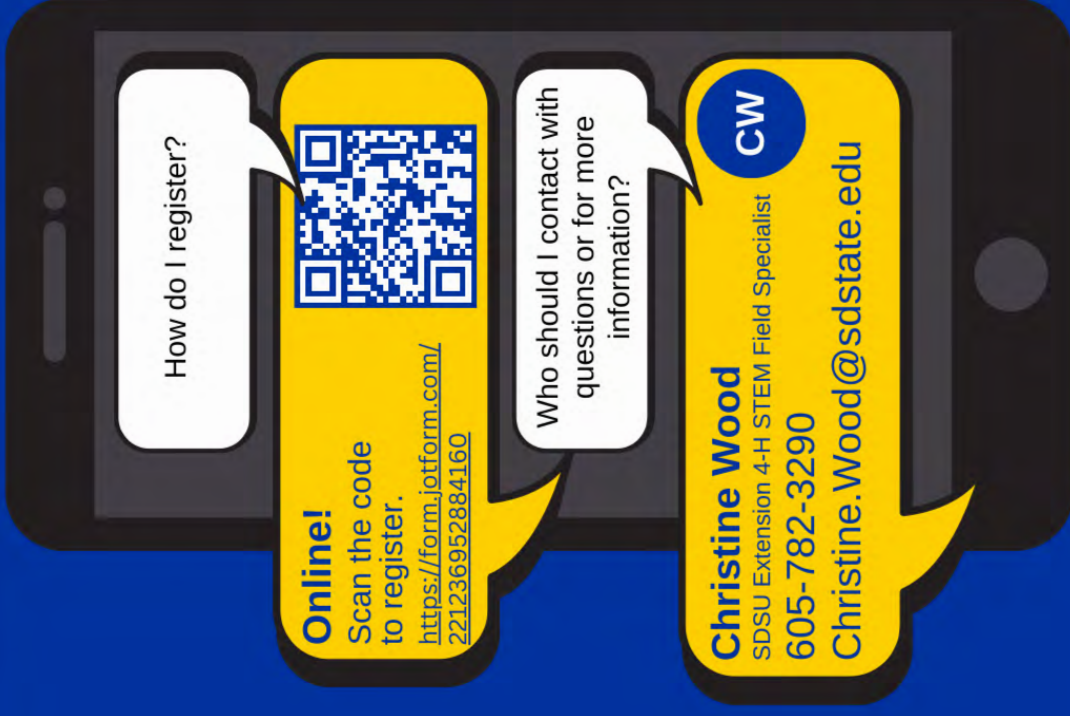 How do I register?
Online!
Scan the code
to register.
https://form.jotform.com/
221236952884160
Who should I contact with
questions or for more
information?
CW
Christine Wood
SDSU Extension 4-H STEM Field Specialist
605-782-3290
Christine.Wood@sdstate.edu